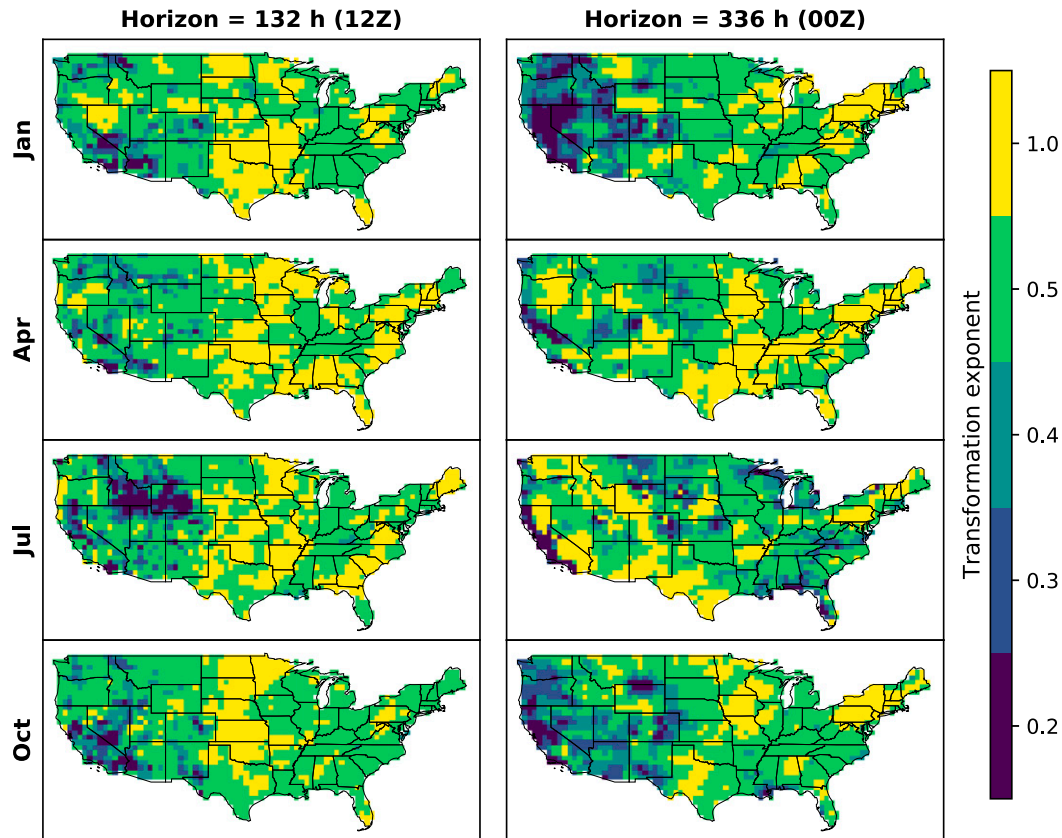 Horizon = 132 h (12Z)
Horizon = 336 h (00Z)
Jan
Apr
Jul
Oct
1.0
0.5
0.4
0.3
0.2
Transformation exponent